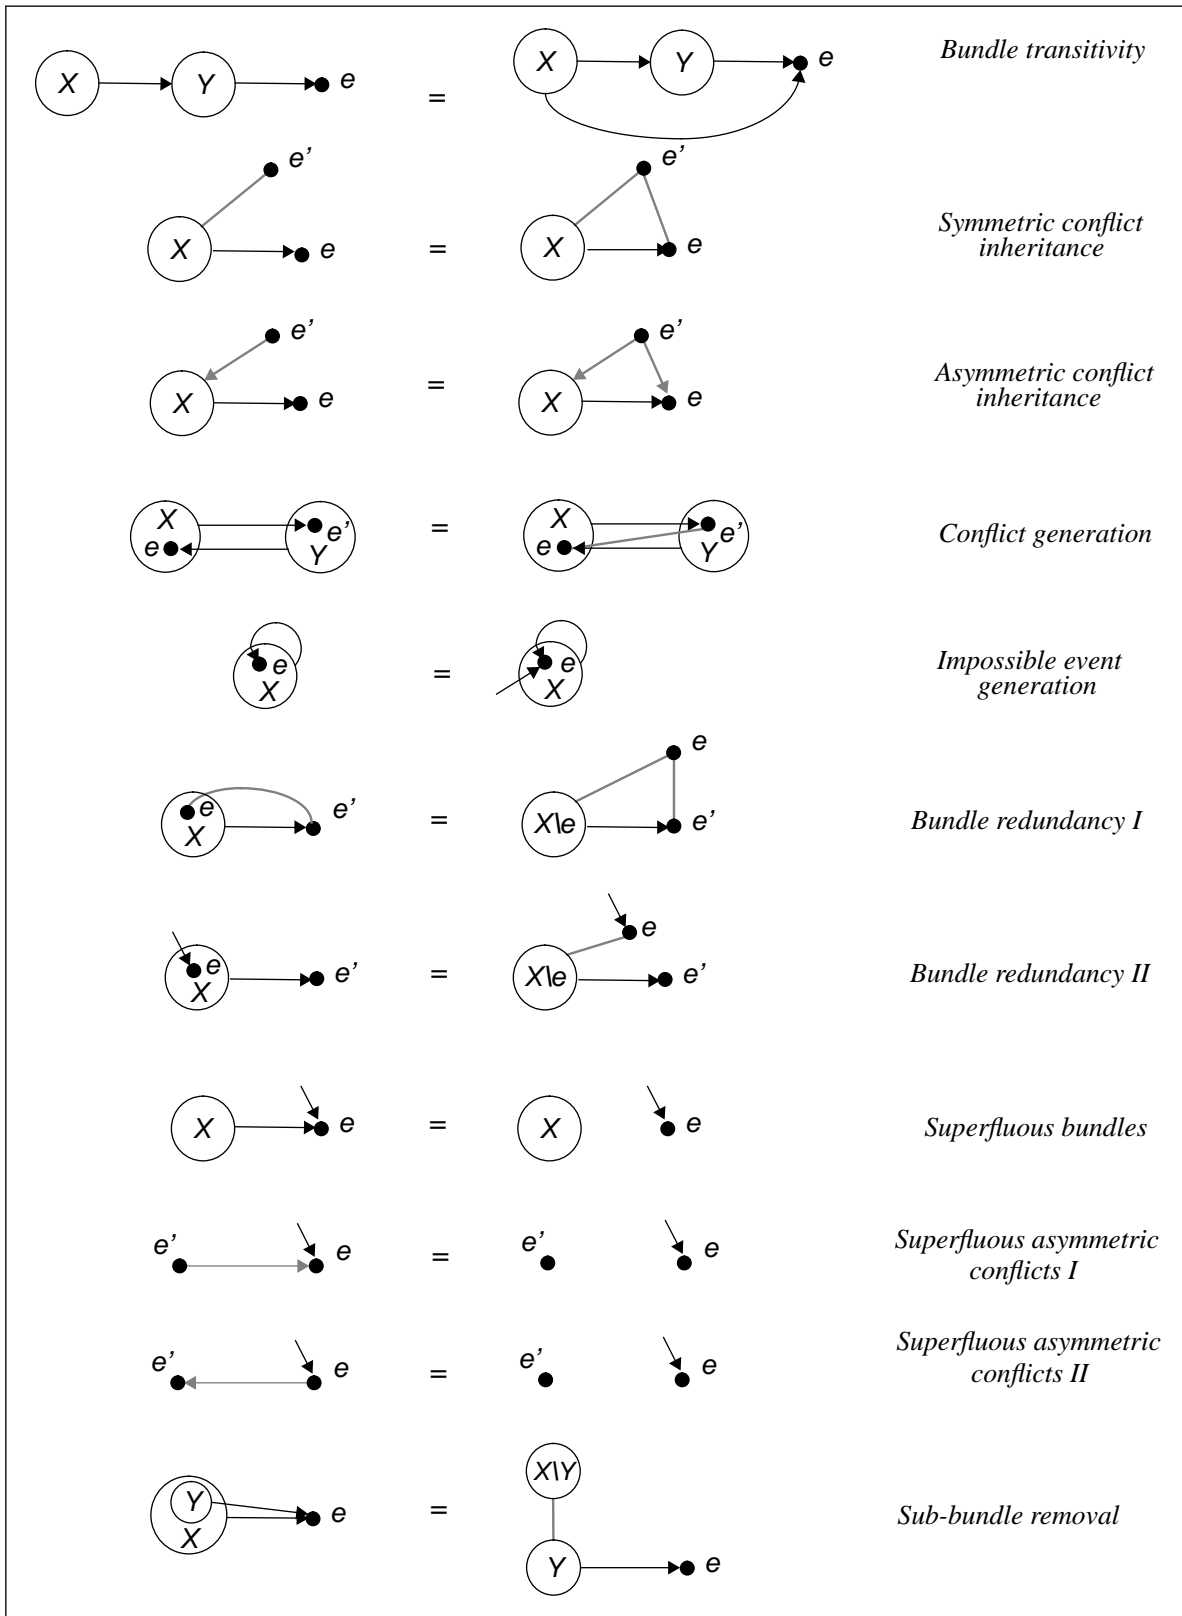 X Y e = X Y e Bundle transitivity
e’ e’
X e = X e Symmetric conflict
inheritance
e’ e’
X e = X e Asymmetric conflict
inheritance
X e e’ Y = X e e’ Y Conflict generation
e X = e X Impossible event
generation
e X e’ = e X\e e’ Bundle redundancy I
e X e’ = e X\e e’ Bundle redundancy II
X e = X e Superfluous bundles
e’ e = e’ e Superfluous asymmetric
conflicts I
e’ e = e’ e Superfluous asymmetric
conflicts II
Y X e = X\Y Y e Sub-bundle removal